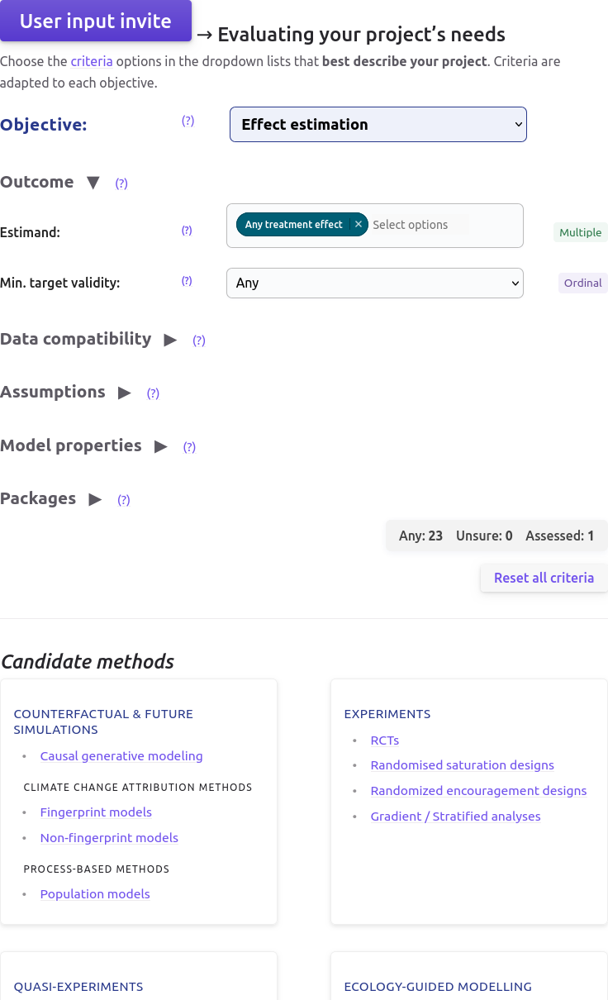 User input invite → Evaluating your project’s needs
Choose the criteria options in the dropdown lists that best describe your project. Criteria are
adapted to each objective.
Objective: (?) Effect estimation
Outcome ▼ (?)
Estimand: (?) Any treatment effect × Select options Multiple
Min. target validity: (?) Any Ordinal
Data compatibility ▶ (?)
Assumptions ▶ (?)
Model properties ▶ (?)
Packages ▶ (?)
Any: 23 Unsure: 0 Assessed: 1
Reset all criteria
Candidate methods
COUNTERFACTUAL & FUTURE
SIMULATIONS
• Causal generative modeling
CLIMATE CHANGE ATTRIBUTION METHODS
• Fingerprint models
• Non-fingerprint models
PROCESS-BASED METHODS
• Population models
EXPERIMENTS
• RCTs
• Randomised saturation designs
• Randomized encouragement designs
• Gradient / Stratified analyses
QUASI-EXPERIMENTS
ECOLOGY-GUIDED MODELLING